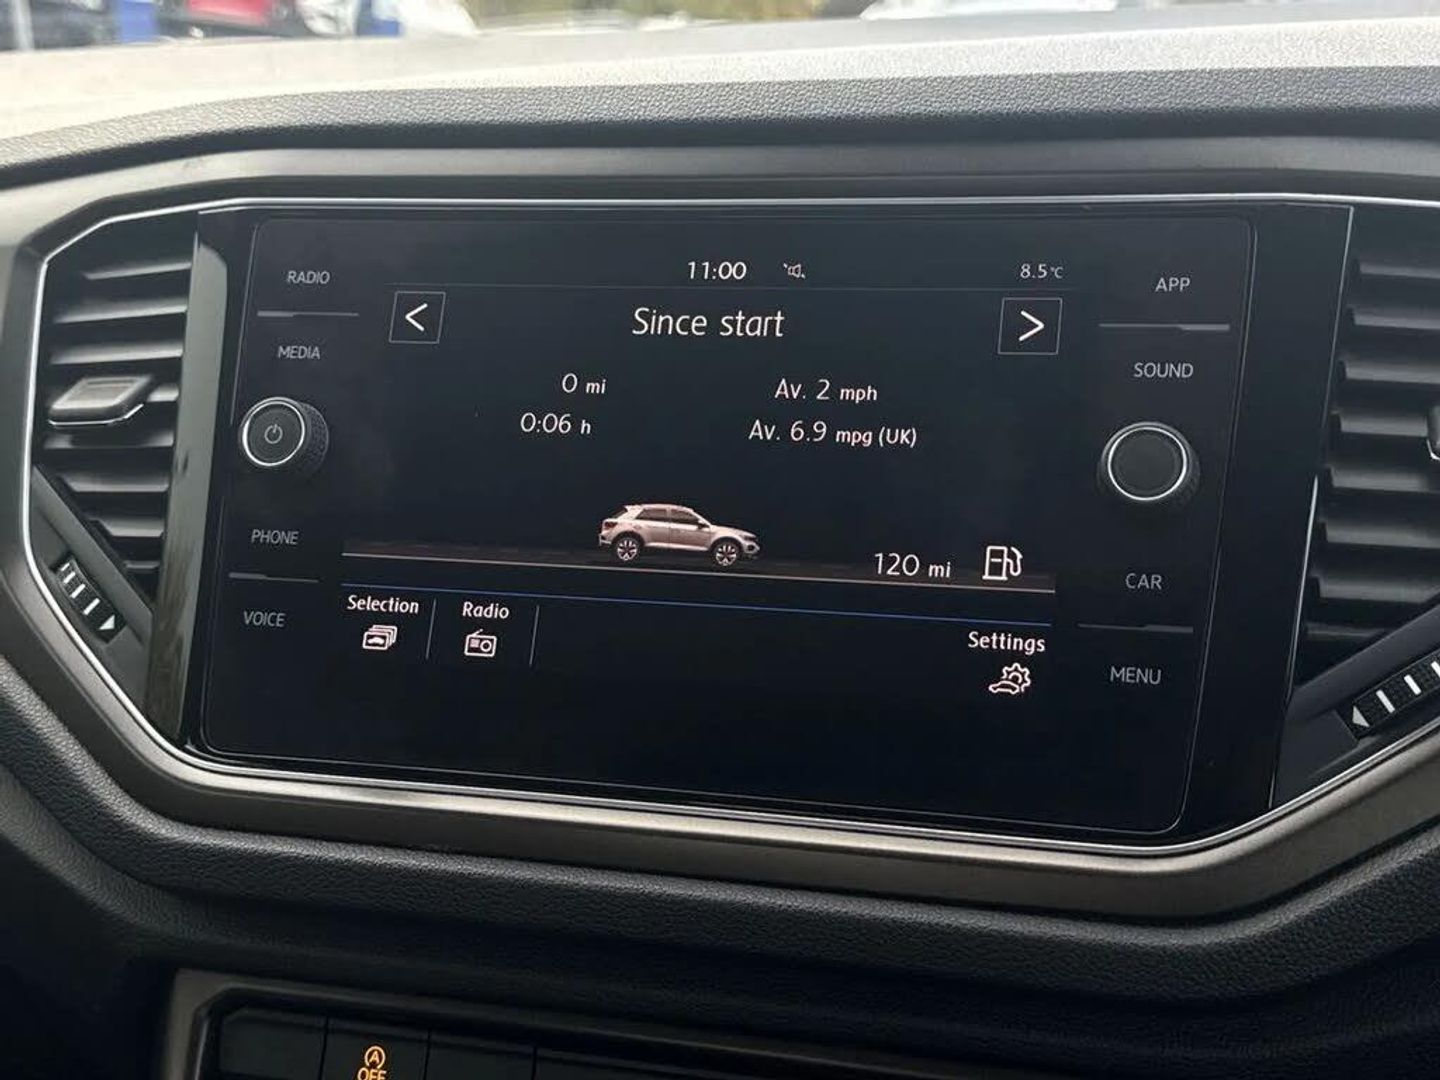 11:00
8.5°C
RADIO
MEDIA
PHONE
VOICE
<
Since start
>
0 mi
Av. 2 mph
0:06 h
Av. 6.9 mpg (UK)
120 mi
Selection
Radio
Settings
APP
SOUND
CAR
MENU
A
OFF